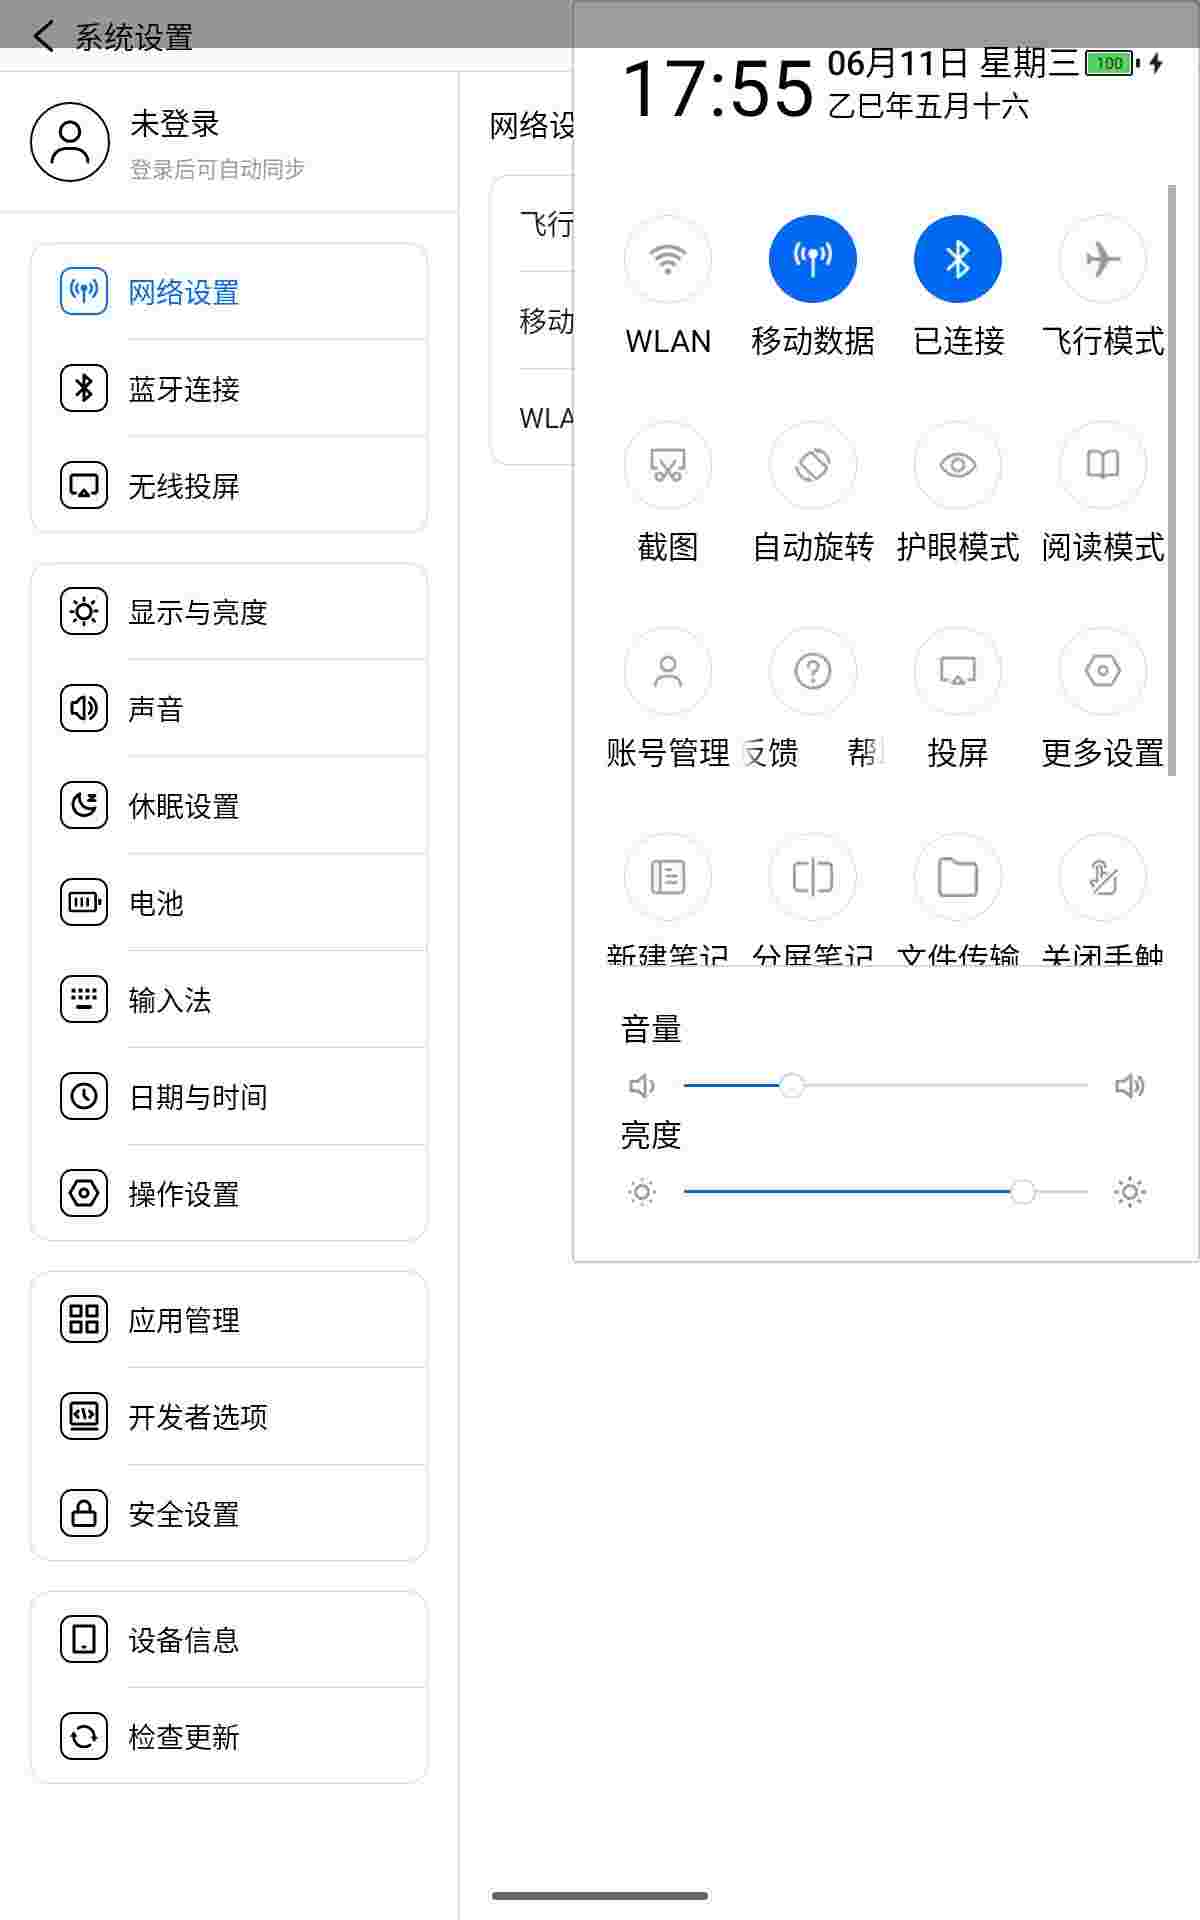 系统设置
未登录
登录后可自动同步
网络设置
蓝牙连接
无线投屏
显示与亮度
声音
休眠设置
电池
输入法
日期与时间
操作设置
应用管理
开发者选项
安全设置
设备信息
检查更新
网络设
飞行
移动
WLA
17:55
06月11日 星期三
100
乙巳年五月十六
WLAN
移动数据
已连接
飞行模式
截图
自动旋转
护眼模式
阅读模式
账号管理
反馈 帮
投屏
更多设置
新建笔记
分屏笔记
文件传输
关闭手触
音量
亮度